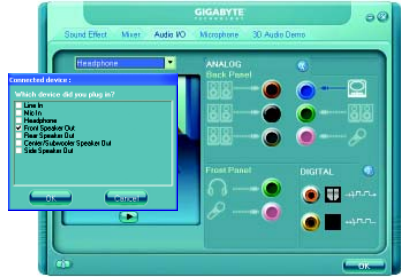 GIGABYTE
TECHNOLOGY
Sound Effect Mixer Audio I/O Microphone 3D Audio Demo
Headphone
ANALOG
Back Panel
Connected device :
Which device did you plug in?
Line In
Mic In
Headphone
Front Speaker Out
Rear Speaker Out
Center/Subwoofer Speaker Out
Side Speaker Out
OK
Cancel
Front Panel
DIGITAL
OK